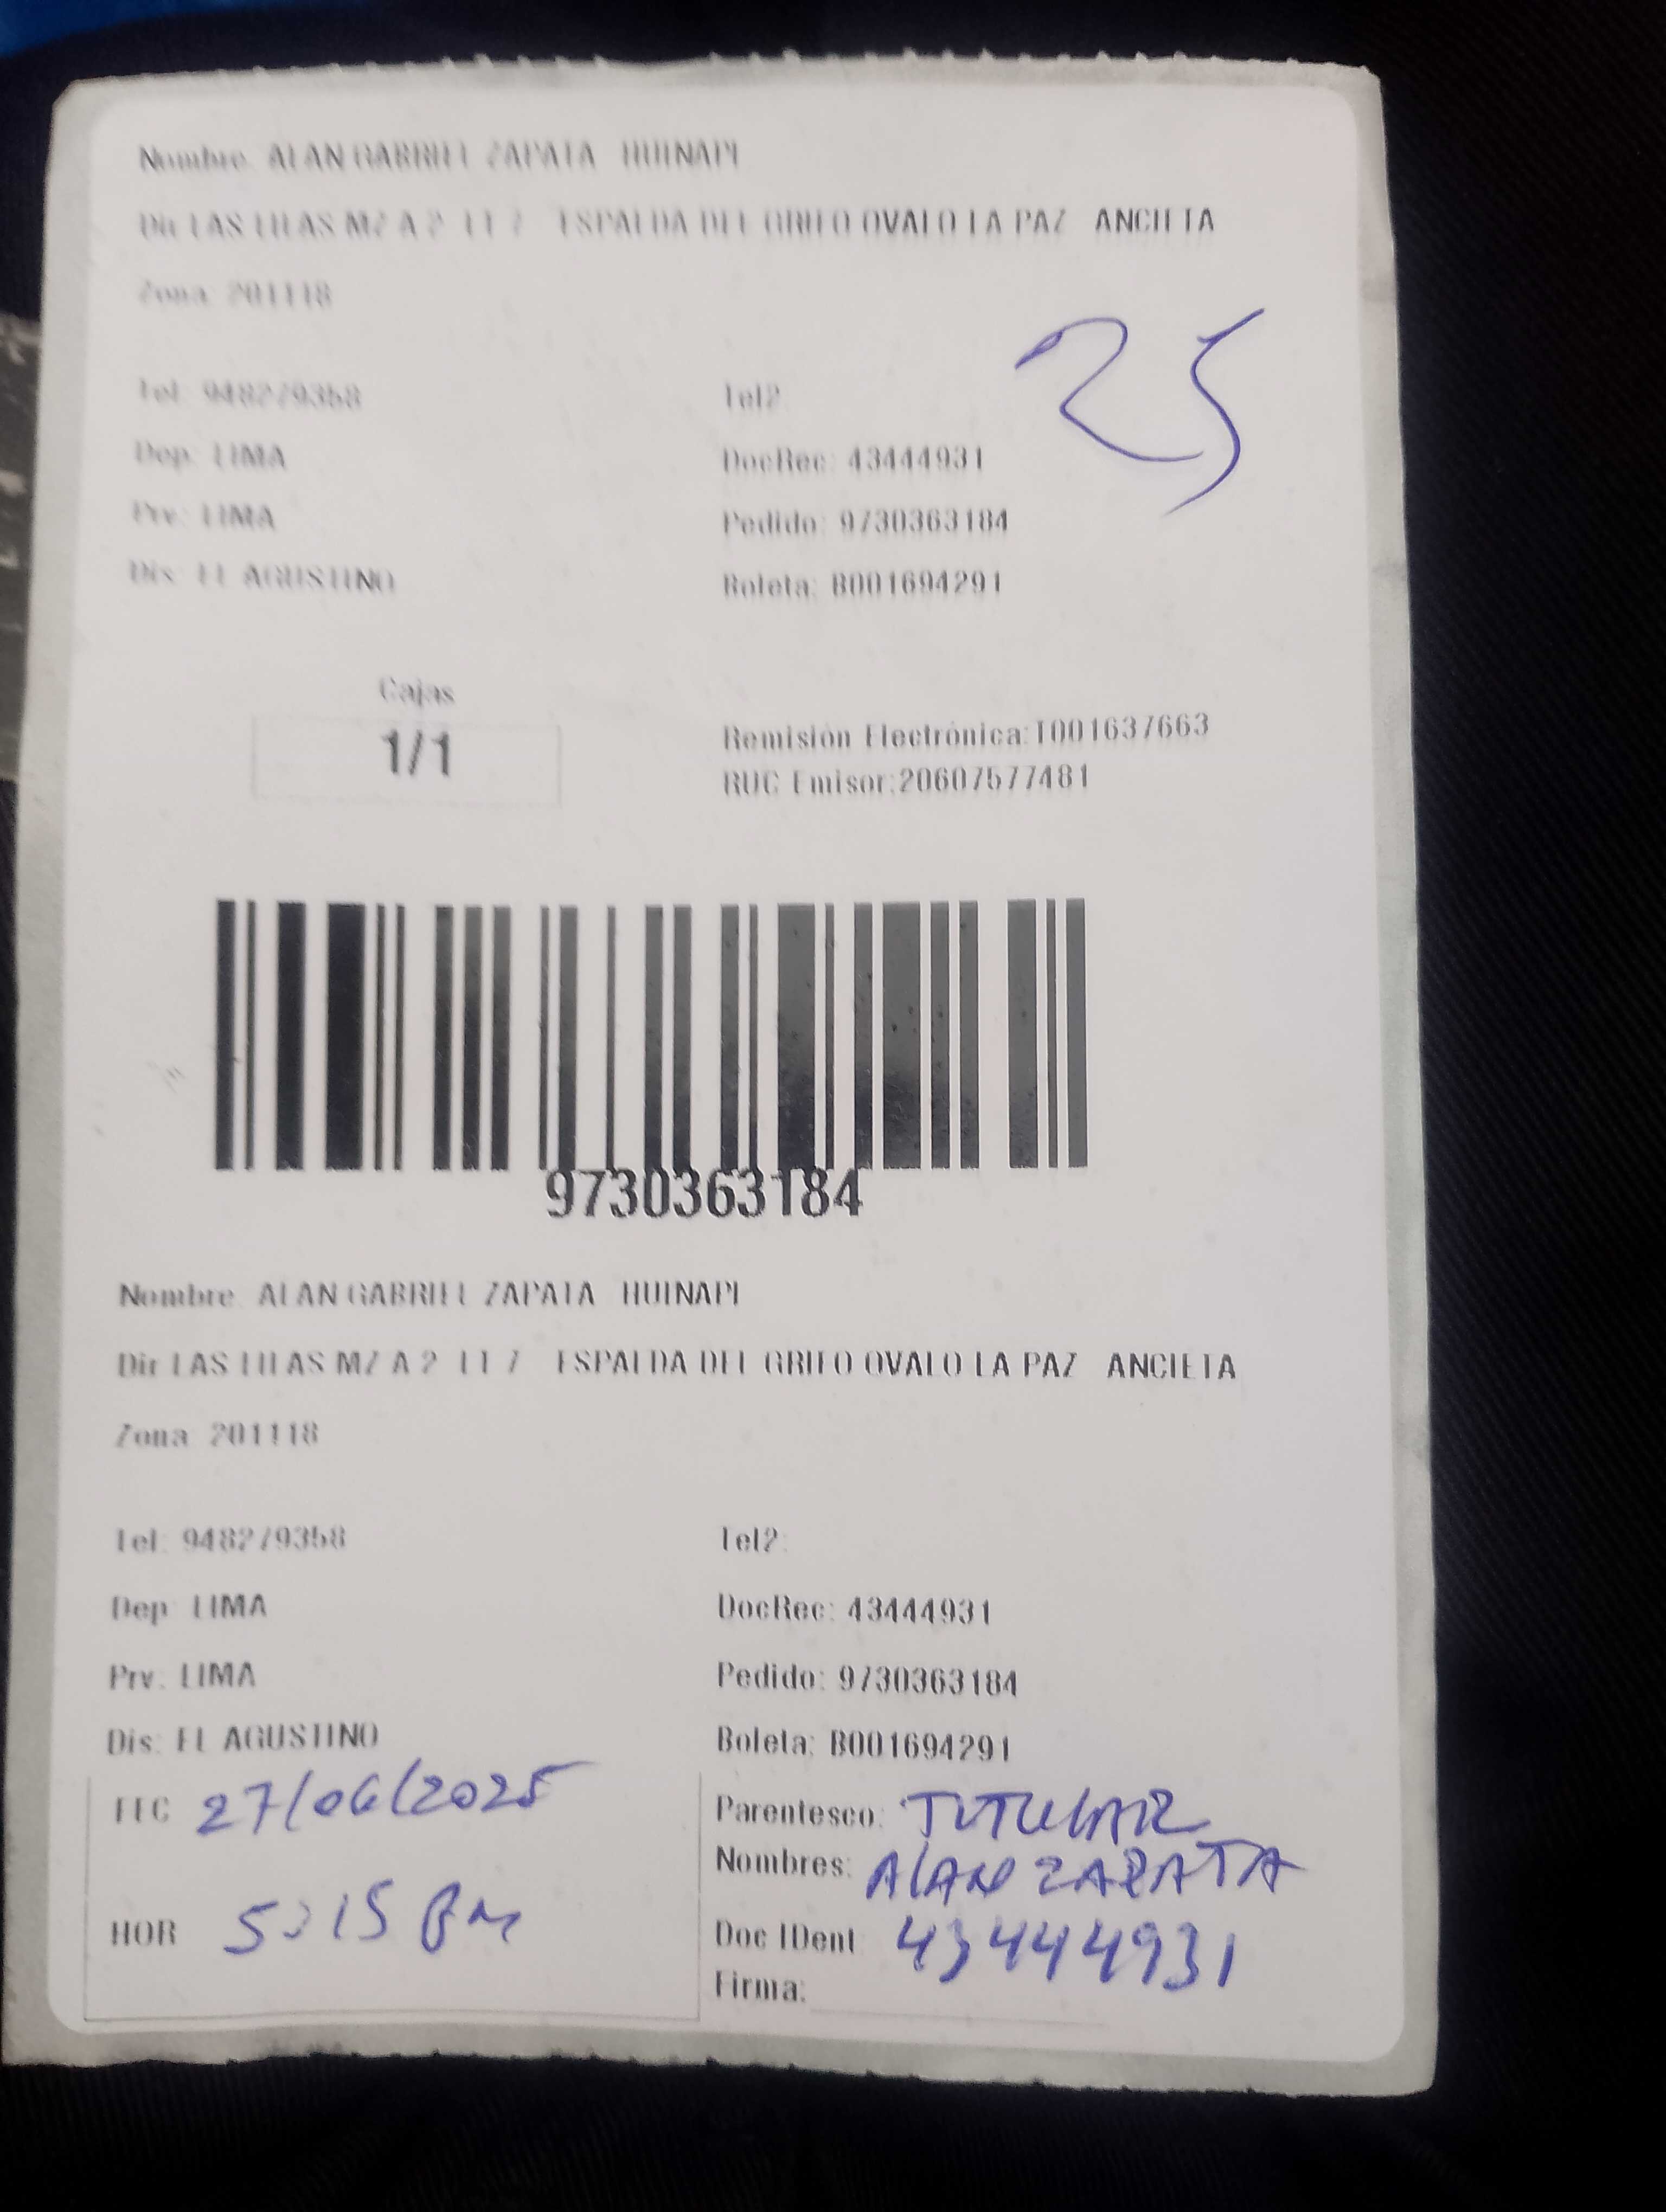 Nombre: ALAN GABRIEL ZAPATA HUINAPI
Dir LAS LILAS MZ A 2 LT 7 ESPALDA DEL GRIFO OVALO LA PAZ ANCIETA
Zona: 201118
25
Tel: 948279358 Tel2:
Dep: LIMA DocRec: 43444931
Prv: LIMA Pedido: 9730363184
Dis: EL AGUSTINO Boleta: B001694291
Cajas
1/1
Remisión Electrónica:T001637663
RUC Emisor:20607577481
9730363184
Nombre: ALAN GABRIEL ZAPATA HUINAPI
Dir LAS LILAS MZ A 2 LT 7 ESPALDA DEL GRIFO OVALO LA PAZ ANCIETA
Zona 201118
Tel: 948279358 Tel2:
Dep: LIMA DocRec: 43444931
Prv: LIMA Pedido: 9730363184
Dis: EL AGUSTINO Boleta: B001694291
FEC 27/06/2025 Parentesco: TITULAR
Nombres: ALAN ZAPATA
HOR 5:15 Pm Doc IDent 43444931
Firma: